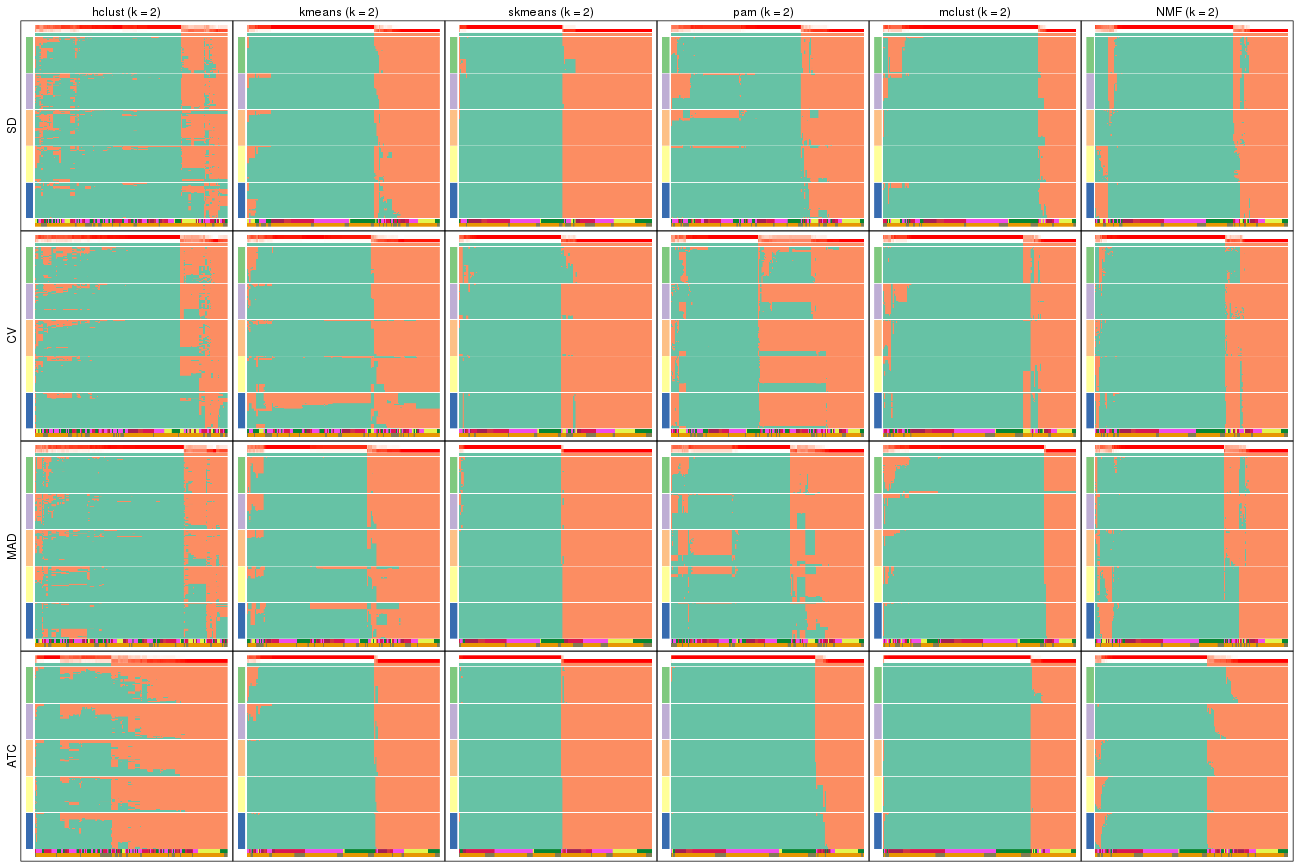 hclust (k = 2)
kmeans (k = 2)
skmeans (k = 2)
pam (k = 2)
mclust (k = 2)
NMF (k = 2)
SD
CV
MAD
ATC